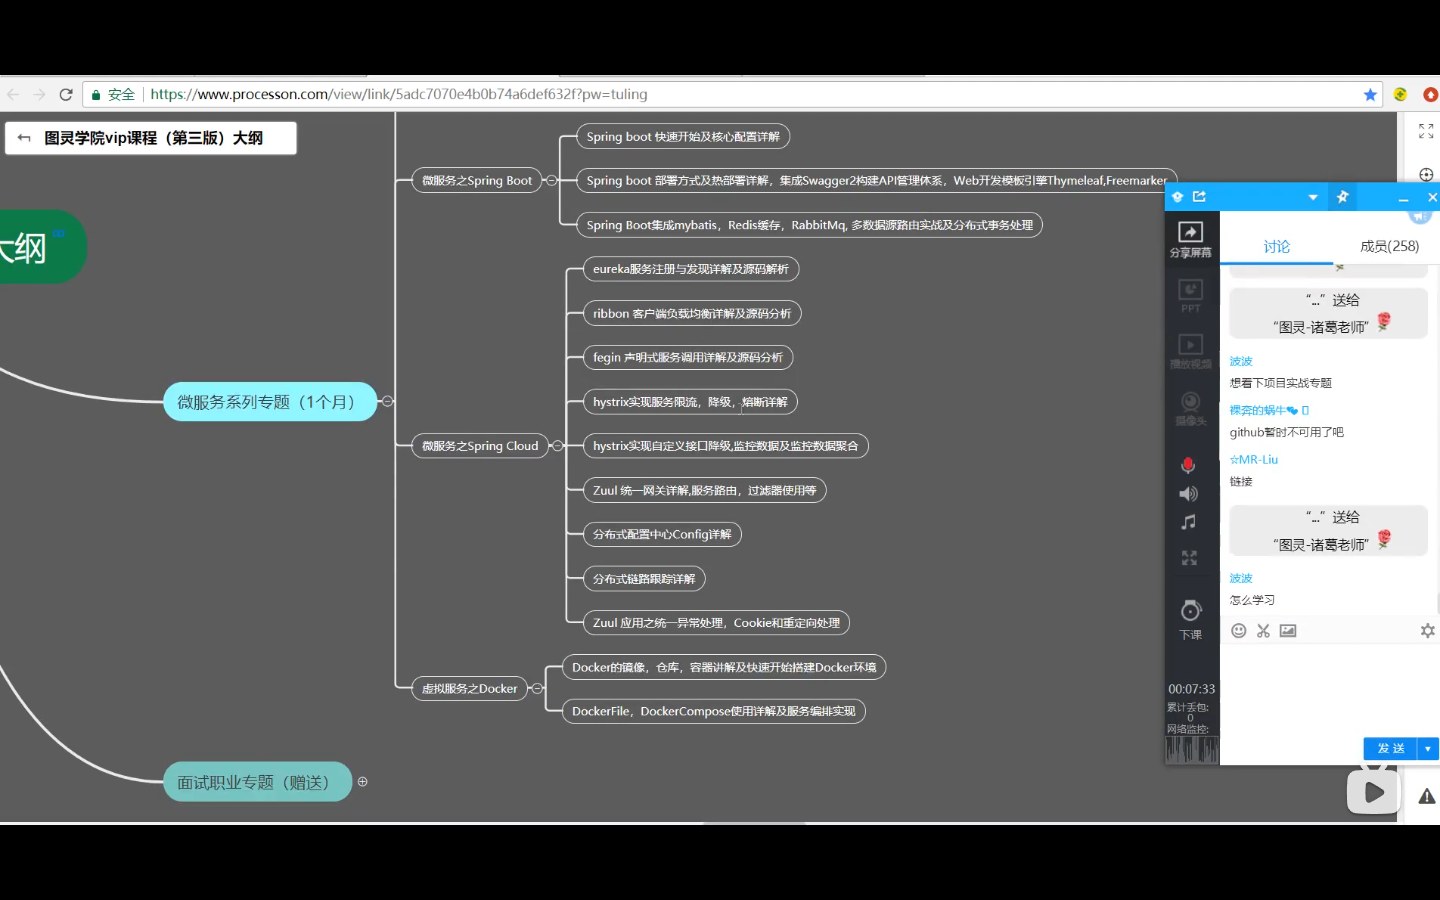 安全
https://www.processon.com/view/link/5adc7070e4b0b74a6def632f?pw=tuling
图灵学院vip课程（第三版）大纲
大纲
微服务系列专题（1个月）
面试职业专题（赠送）
微服务之Spring Boot
Spring boot 快速开始及核心配置详解
Spring boot 部署方式及热部署详解，集成Swagger2构建API管理体系，Web开发模板引擎Thymeleaf,Freemarker
Spring Boot集成mybatis，Redis缓存，RabbitMq, 多数据源路由实战及分布式事务处理
微服务之Spring Cloud
eureka服务注册与发现详解及源码解析
ribbon 客户端负载均衡详解及源码分析
fegin 声明式服务调用详解及源码分析
hystrix实现服务限流，降级，熔断详解
hystrix实现自定义接口降级,监控数据及监控数据聚合
Zuul 统一网关详解,服务路由，过滤器使用等
分布式配置中心Config详解
分布式链路跟踪详解
Zuul 应用之统一异常处理，Cookie和重定向处理
虚拟服务之Docker
Docker的镜像，仓库，容器讲解及快速开始搭建Docker环境
DockerFile，DockerCompose使用详解及服务编排实现
分享屏幕
PPT
播放视频
摄像头
下课
00:07:33
累计丢包:
0
网络监控:
讨论
成员(258)
“...” 送给
“图灵-诸葛老师”
波波
想看下项目实战专题
裸奔的蜗牛
github暂时不可用了吧
☆MR-Liu
链接
“...” 送给
“图灵-诸葛老师”
波波
怎么学习
发送